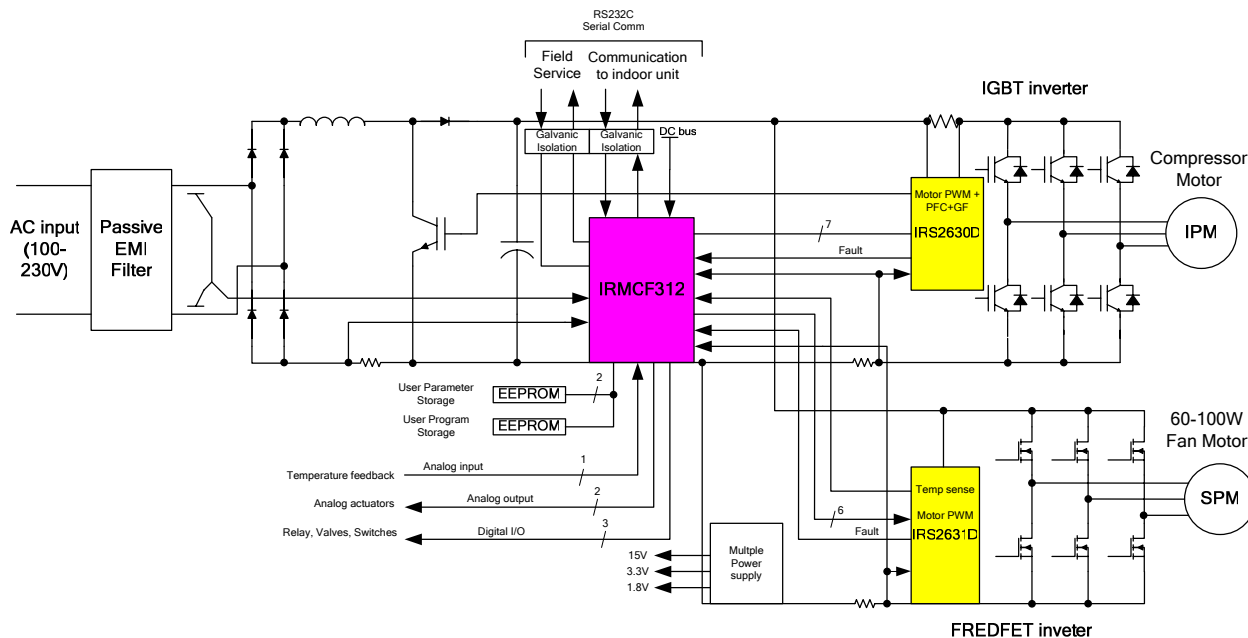 RS232C
Serial Comm
Field
Service
Communication
to indoor unit
IGBT inverter
Galvanic
Isolation
Galvanic
Isolation
DC bus
Compressor
Motor
AC input
(100-
230V)
Passive
EMI
Filter
Motor PWM +
PFC+GF
IRS2630D
7
Fault
IPM
IRMCF312
User Parameter
Storage
EEPROM
2
User Program
Storage
EEPROM
60-100W
Fan Motor
Temperature feedback
Analog input
1
Analog actuators
Analog output
2
Relay, Valves, Switches
Digital I/O
3
Temp sense
Motor PWM
IRS2631D
6
Fault
SPM
15V
3.3V
1.8V
Multple
Power
supply
FREDFET inveter